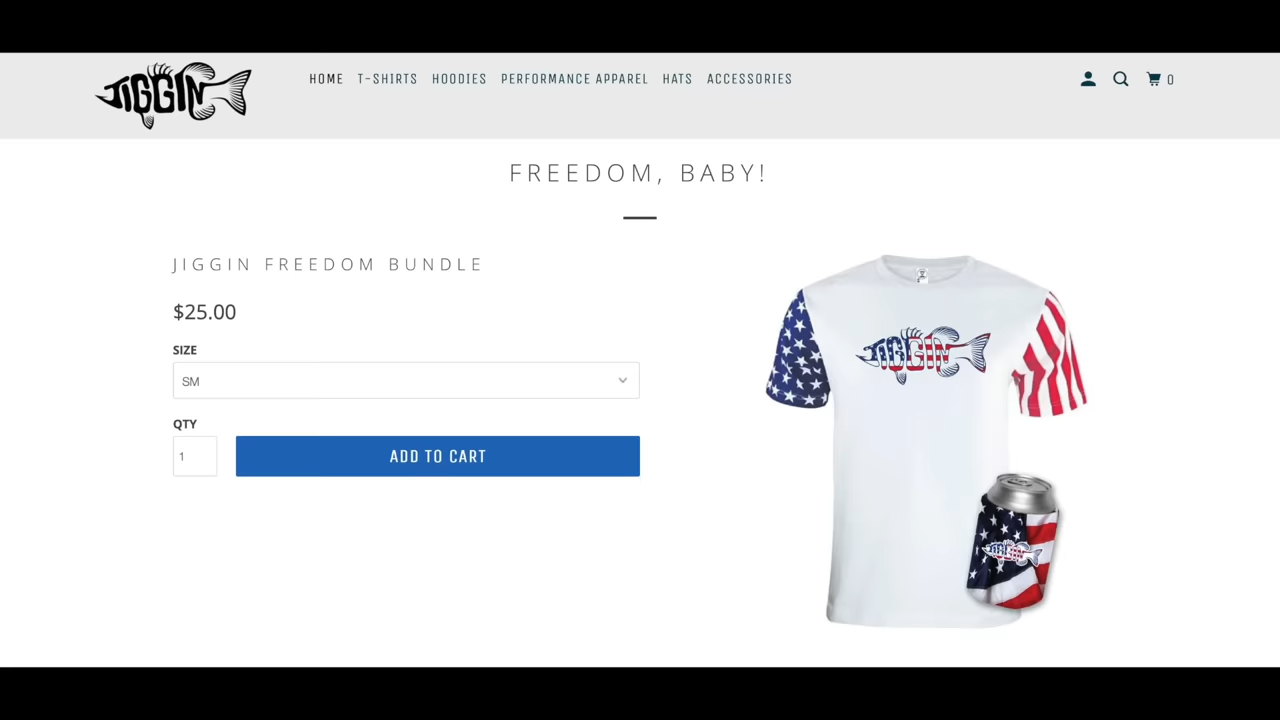 JIGGIN
HOME T-SHIRTS HOODIES PERFORMANCE APPAREL HATS ACCESSORIES
0
FREEDOM, BABY!
JIGGIN FREEDOM BUNDLE
$25.00
SIZE
SM
QTY
1
ADD TO CART
JIGGIN
JIGGIN